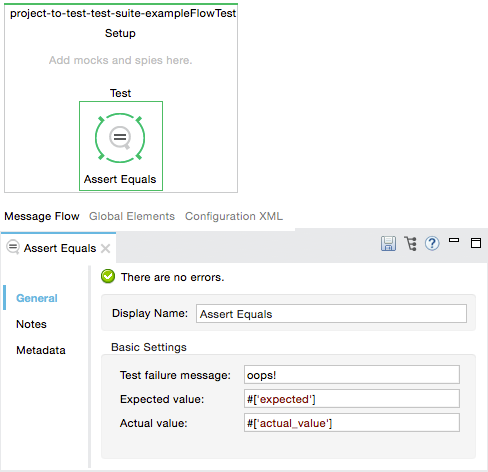 project-to-test-test-suite-exampleFlowTest
Setup
Add mocks and spies here.
Test
Assert Equals
Message Flow Global Elements Configuration XML
Assert Equals
There are no errors.
General
Notes
Metadata
Display Name: Assert Equals
Basic Settings
Test failure message: oops!
Expected value: #['expected']
Actual value: #['actual_value']